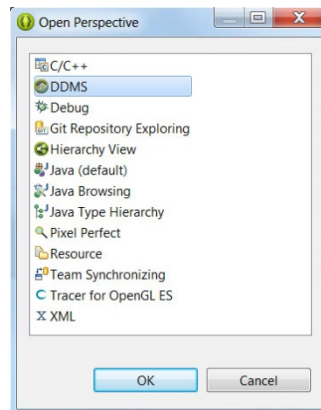 Open Perspective
C/C++
DDMS
Debug
Git Repository Exploring
Hierarchy View
Java (default)
Java Browsing
Java Type Hierarchy
Pixel Perfect
Resource
Team Synchronizing
Tracer for OpenGL ES
XML
OK
Cancel